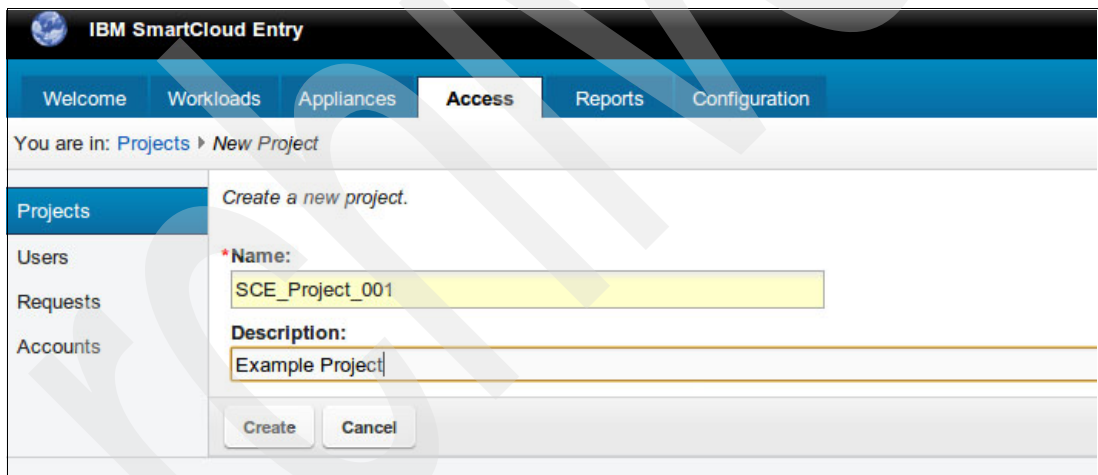 IBM SmartCloud Entry
Welcome Workloads Appliances Access Reports Configuration
You are in: Projects New Project
Projects
Users
Requests
Accounts
Create a new project.
*Name:
SCE_Project_001
Description:
Example Project
Create Cancel